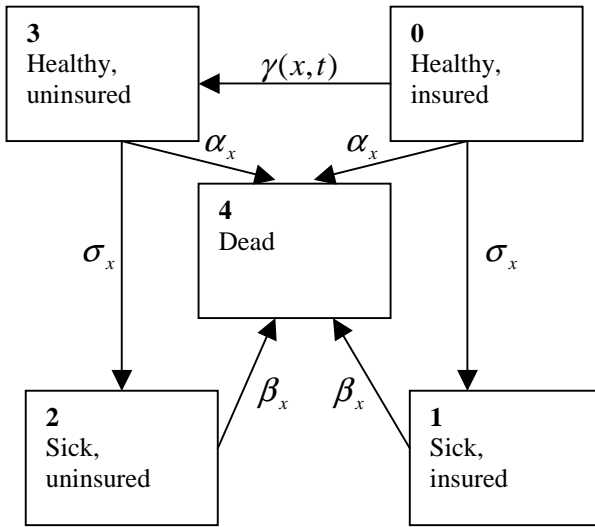 3
Healthy,
uninsured
γ(x,t)
0
Healthy,
insured
α_x
α_x
4
Dead
σ_x
σ_x
β_x
β_x
2
Sick,
uninsured
1
Sick,
insured